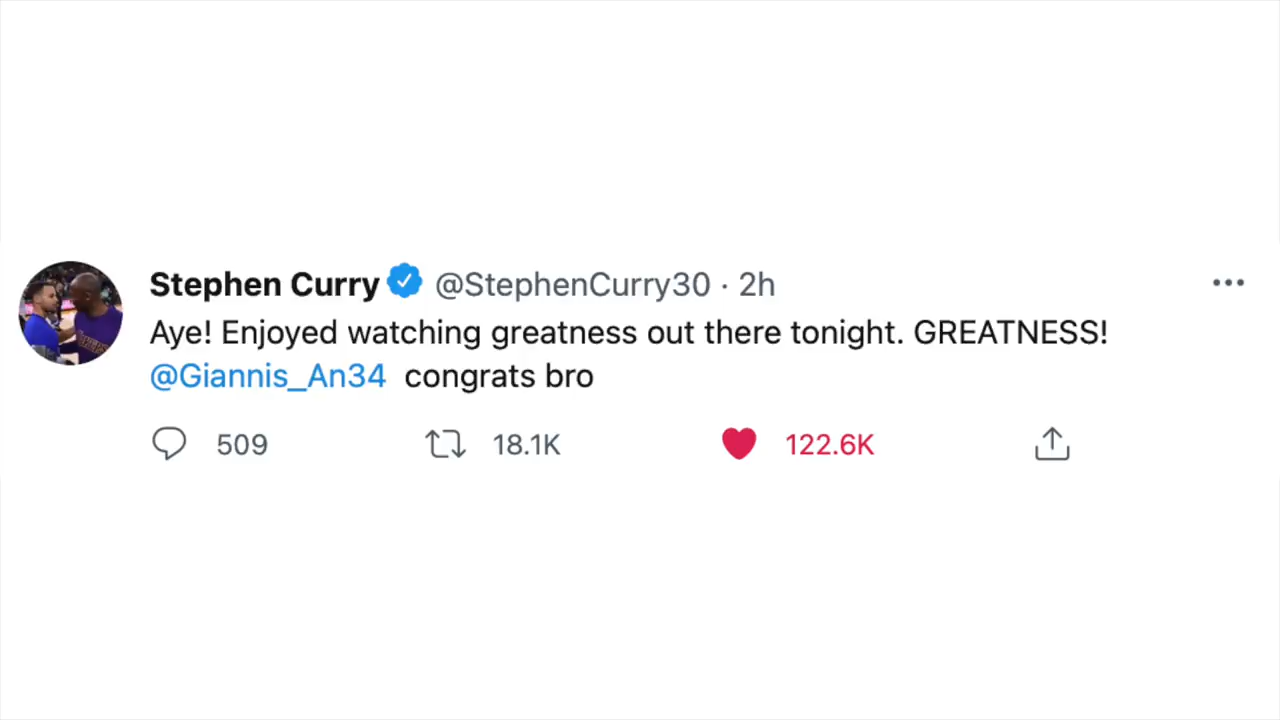 Stephen Curry @StephenCurry30 · 2h
Aye! Enjoyed watching greatness out there tonight. GREATNESS!
@Giannis_An34 congrats bro
509 18.1K 122.6K